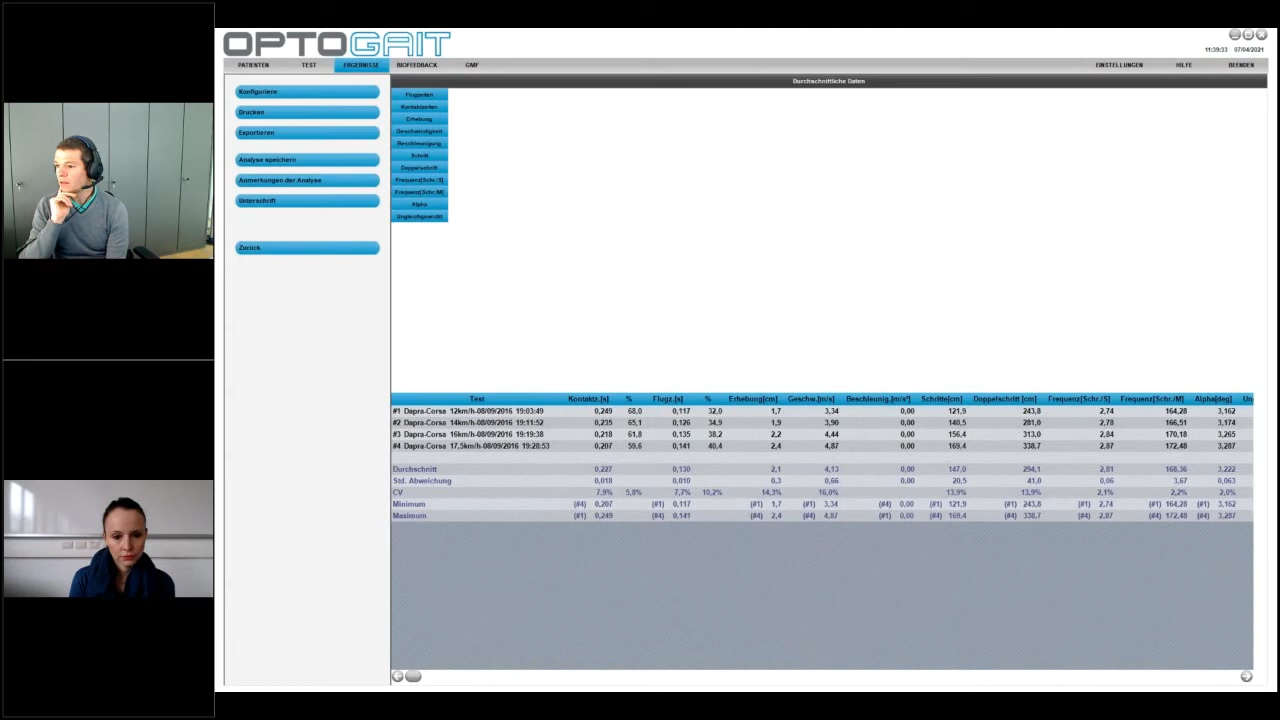 OPTOGAIT
11:39:33 07/04/2021
PATIENTEN TEST ERGEBNISSE BIOFEEDBACK GMF EINSTELLUNGEN HILFE BEENDEN
Durchschnittliche Daten
Konfiguriere
Drucken
Exportieren
Analyse speichern
Anmerkungen der Analyse
Unterschrift
Zurück
Flugzeiten
Kontaktzeiten
Erhebung
Geschwindigkeit
Beschleunigung
Schritt
Doppelschritt
Frequenz[Schr./S]
Frequenz[Schr/M]
Alpha
Ungleichgewicht
Test Kontaktz.[s] % Flugz.[s] % Erhebung[cm] Geschw.[m/s] Beschleunig.[m/s²] Schritte[cm] Doppelschritt [cm] Frequenz[Schr./S] Frequenz[Schr./M] Alpha[deg] Un
#1 Dapra-Corsa 12km/h-08/09/2016 19:03:49 0,249 68,0 0,117 32,0 1,7 3,34 0,00 121,9 243,8 2,74 164,28 3,162
#2 Dapra-Corsa 14km/h-08/09/2016 19:11:52 0,235 65,1 0,126 34,9 1,9 3,90 0,00 140,5 281,0 2,78 166,51 3,174
#3 Dapra-Corsa 16km/h-08/09/2016 19:19:38 0,218 61,8 0,135 38,2 2,2 4,44 0,00 156,4 313,0 2,84 170,18 3,265
#4 Dapra-Corsa 17,5km/h-08/09/2016 19:28:53 0,207 59,6 0,141 40,4 2,4 4,87 0,00 169,4 338,7 2,87 172,48 3,287
Durchschnitt 0,227 0,130 2,1 4,13 0,00 147,0 294,1 2,81 168,36 3,222
Std. Abweichung 0,018 0,010 0,3 0,66 0,00 20,5 41,0 0,06 3,67 0,063
CV 7,9% 5,8% 7,7% 10,2% 14,3% 16,0% 13,9% 13,9% 2,1% 2,2% 2,0%
Minimum (#4) 0,207 (#1) 0,117 (#1) 1,7 (#1) 3,34 (#4) 0,00 (#1) 121,9 (#1) 243,8 (#1) 2,74 (#1) 164,28 (#1) 3,162
Maximum (#1) 0,249 (#4) 0,141 (#4) 2,4 (#4) 4,87 (#1) 0,00 (#4) 169,4 (#4) 338,7 (#4) 2,87 (#4) 172,48 (#4) 3,287